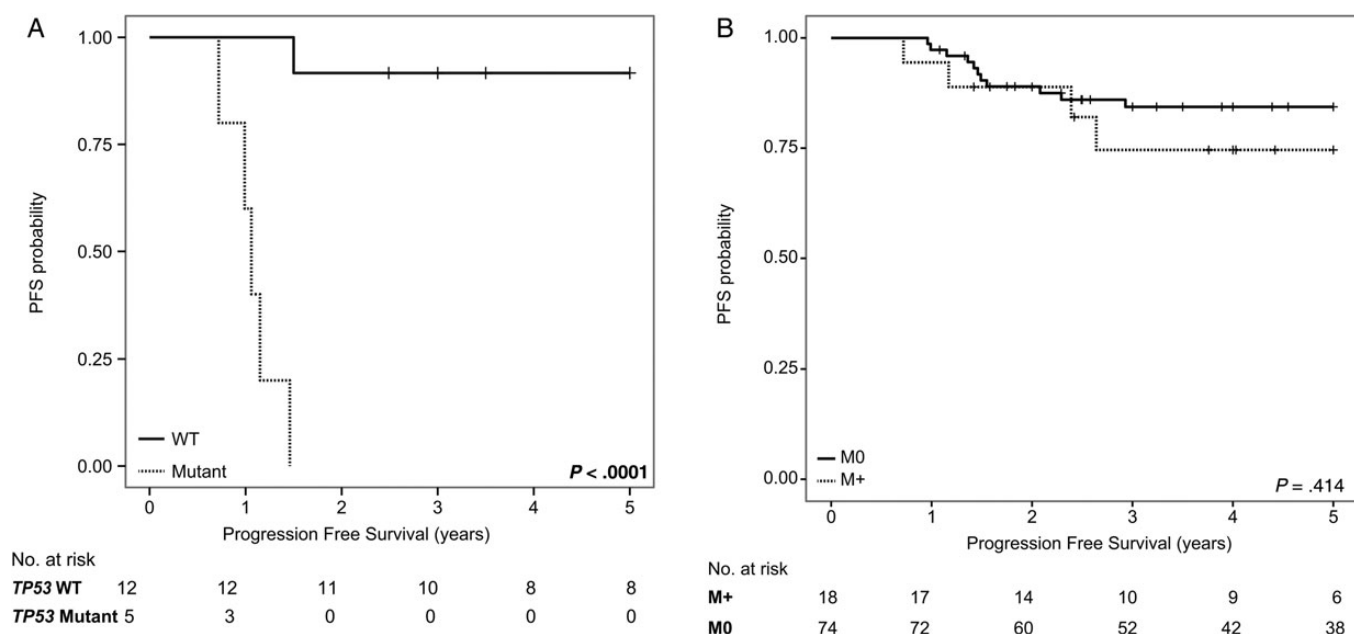 A
1.00
0.75
0.50
0.25
0.00
PFS probability
WT
Mutant
P < .0001
0 1 2 3 4 5
Progression Free Survival (years)
No. at risk
TP53 WT 12 12 11 10 8 8
TP53 Mutant 5 3 0 0 0 0
B
1.00
0.75
0.50
0.25
0.00
PFS probability
M0
M+
P = .414
0 1 2 3 4 5
Progression Free Survival (years)
No. at risk
M+ 18 17 14 10 9 6
M0 74 72 60 52 42 38